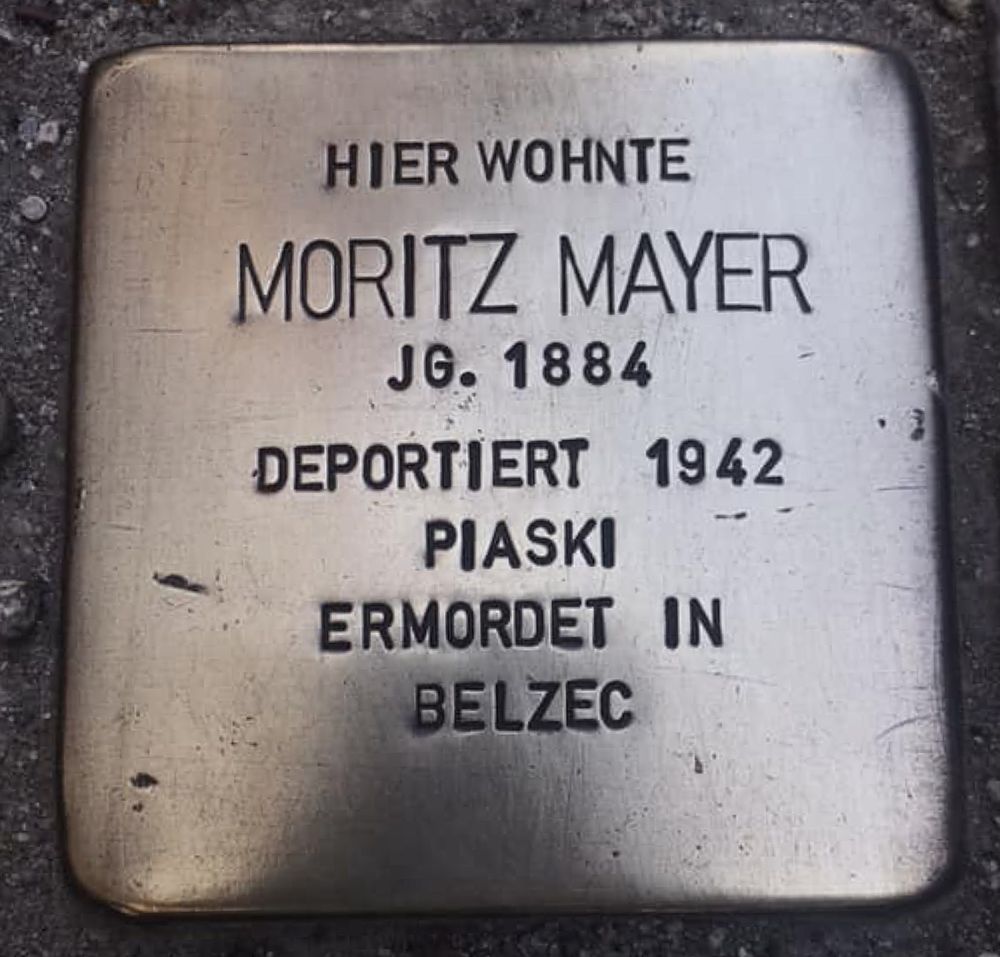 HIER WOHNTE
MORITZ MAYER
JG. 1884
DEPORTIERT 1942
PIASKI
ERMORDET IN
BELZEC